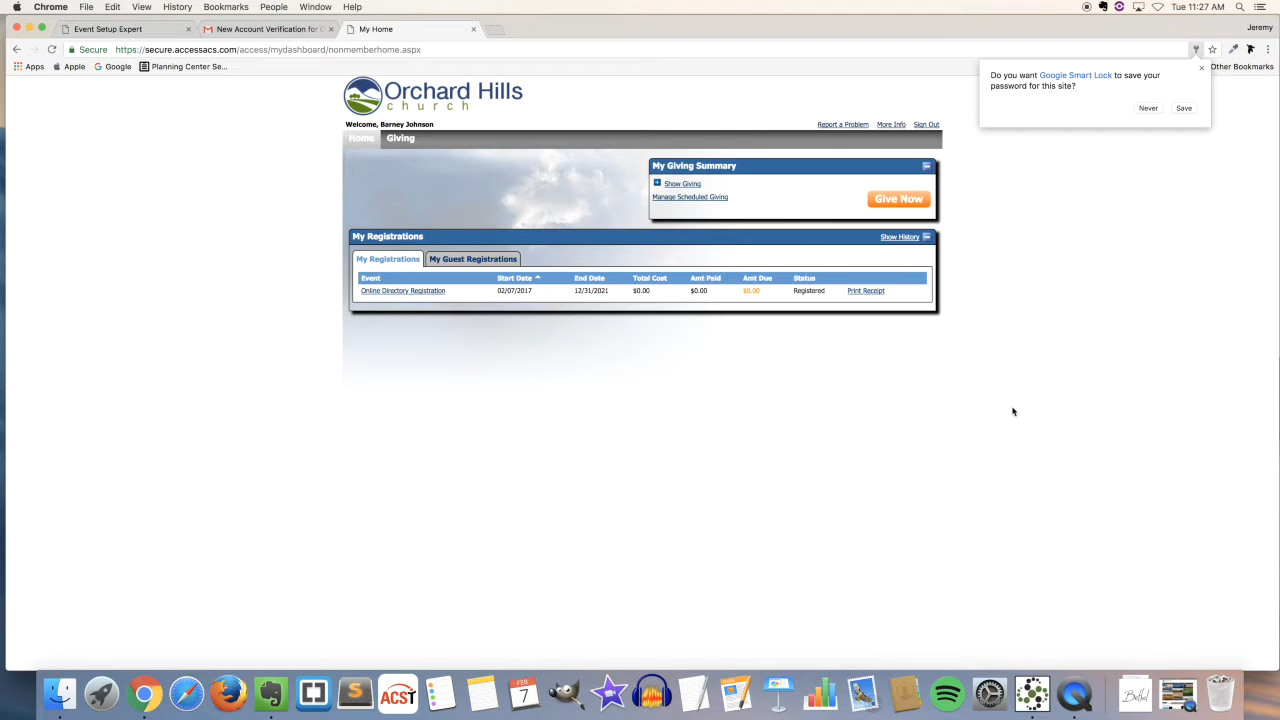 Chrome File Edit View History Bookmarks People Window Help Tue 11:27 AM
Event Setup Expert New Account Verification for C My Home Jeremy
Secure https://secure.accessacs.com/access/mydashboard/nonmemberhome.aspx
Apps Apple Google Planning Center Se... Other Bookmarks
Do you want Google Smart Lock to save your
password for this site?
Never Save
Orchard Hills
church
Welcome, Barney Johnson Report a Problem More Info Sign Out
Home Giving
My Giving Summary
Show Giving
Manage Scheduled Giving Give Now
My Registrations Show History
My Registrations My Guest Registrations
Event Start Date End Date Total Cost Amt Paid Amt Due Status
Online Directory Registration 02/07/2017 12/31/2021 $0.00 $0.00 $0.00 Registered Print Receipt
ACST
FEB
7
Bethel